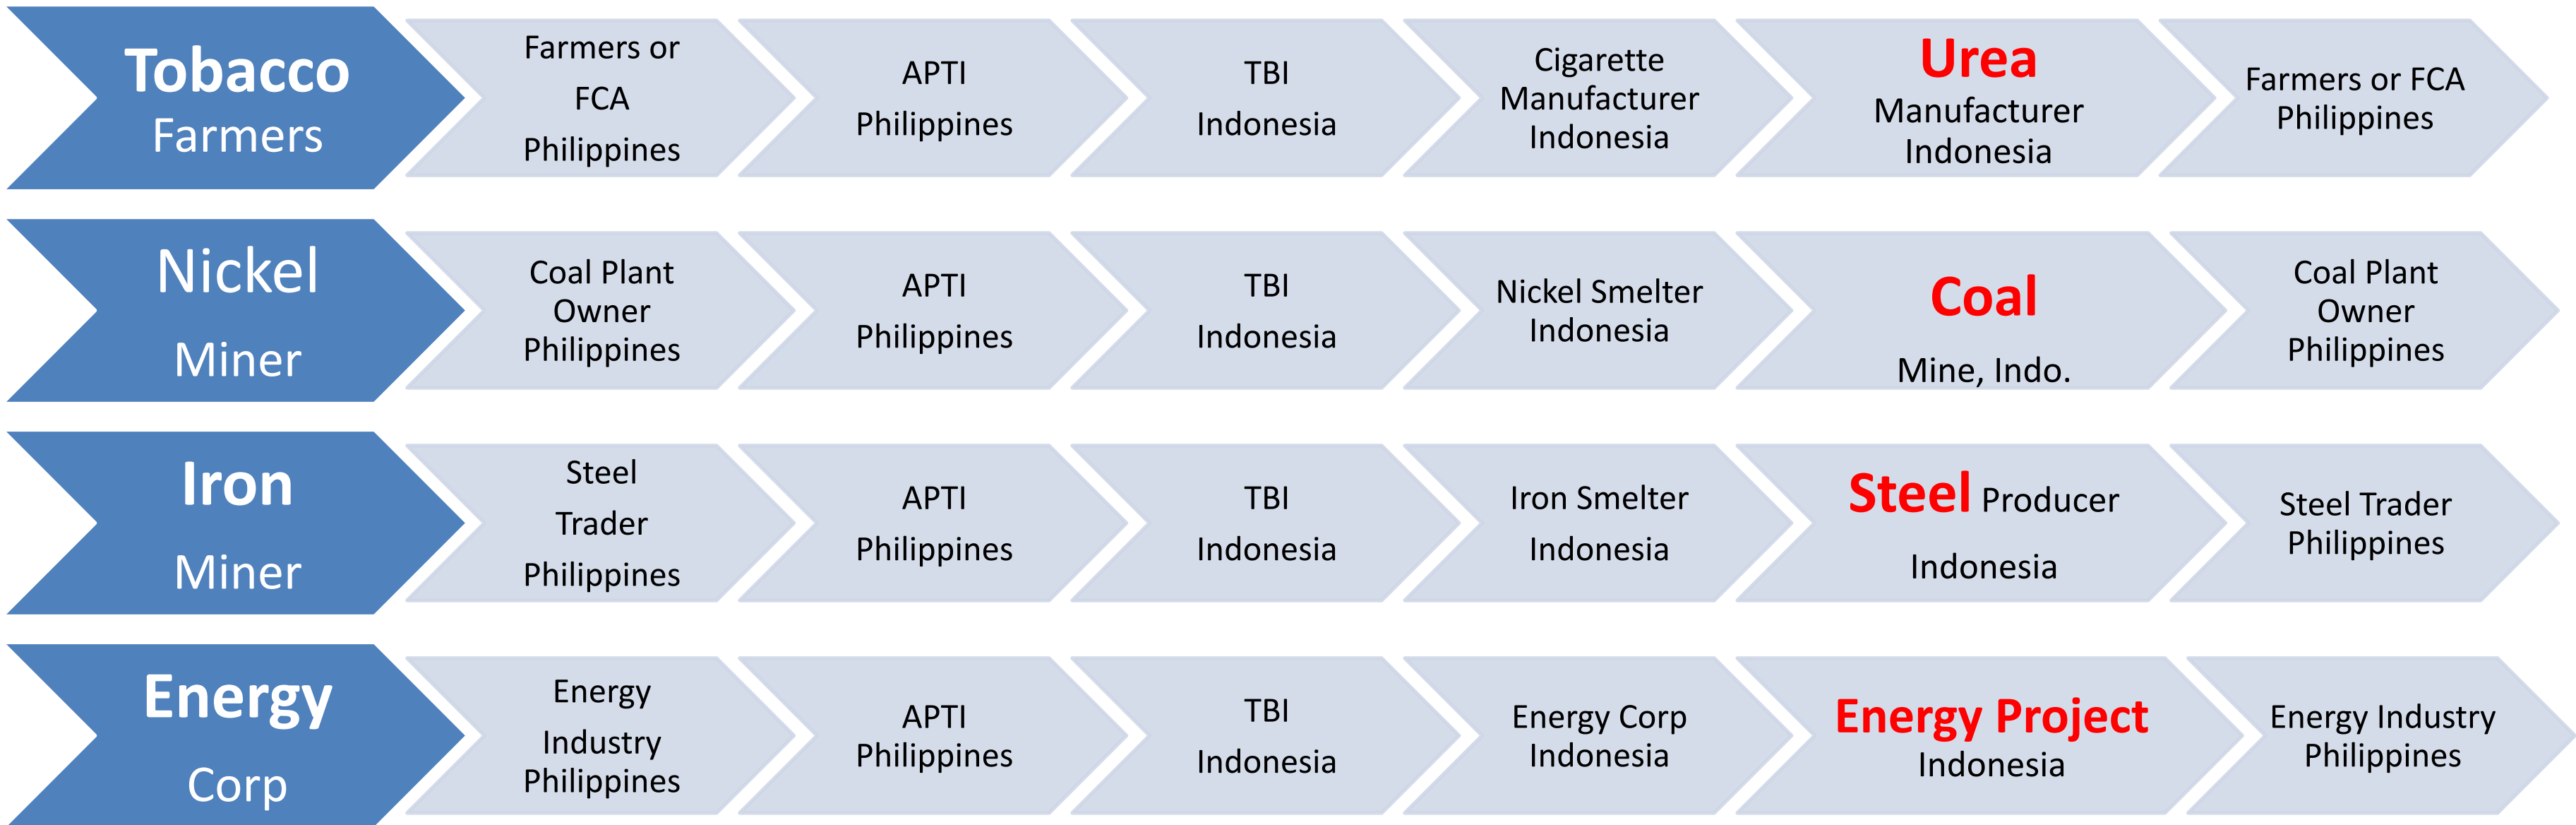 Tobacco
Farmers
Farmers or
FCA
Philippines
APTI
Philippines
TBI
Indonesia
Cigarette
Manufacturer
Indonesia
Urea
Manufacturer
Indonesia
Farmers or FCA
Philippines
Nickel
Miner
Coal Plant
Owner
Philippines
APTI
Philippines
TBI
Indonesia
Nickel Smelter
Indonesia
Coal
Mine, Indo.
Coal Plant
Owner
Philippines
Iron
Miner
Steel
Trader
Philippines
APTI
Philippines
TBI
Indonesia
Iron Smelter
Indonesia
Steel Producer
Indonesia
Steel Trader
Philippines
Energy
Corp
Energy
Industry
Philippines
APTI
Philippines
TBI
Indonesia
Energy Corp
Indonesia
Energy Project
Indonesia
Energy Industry
Philippines